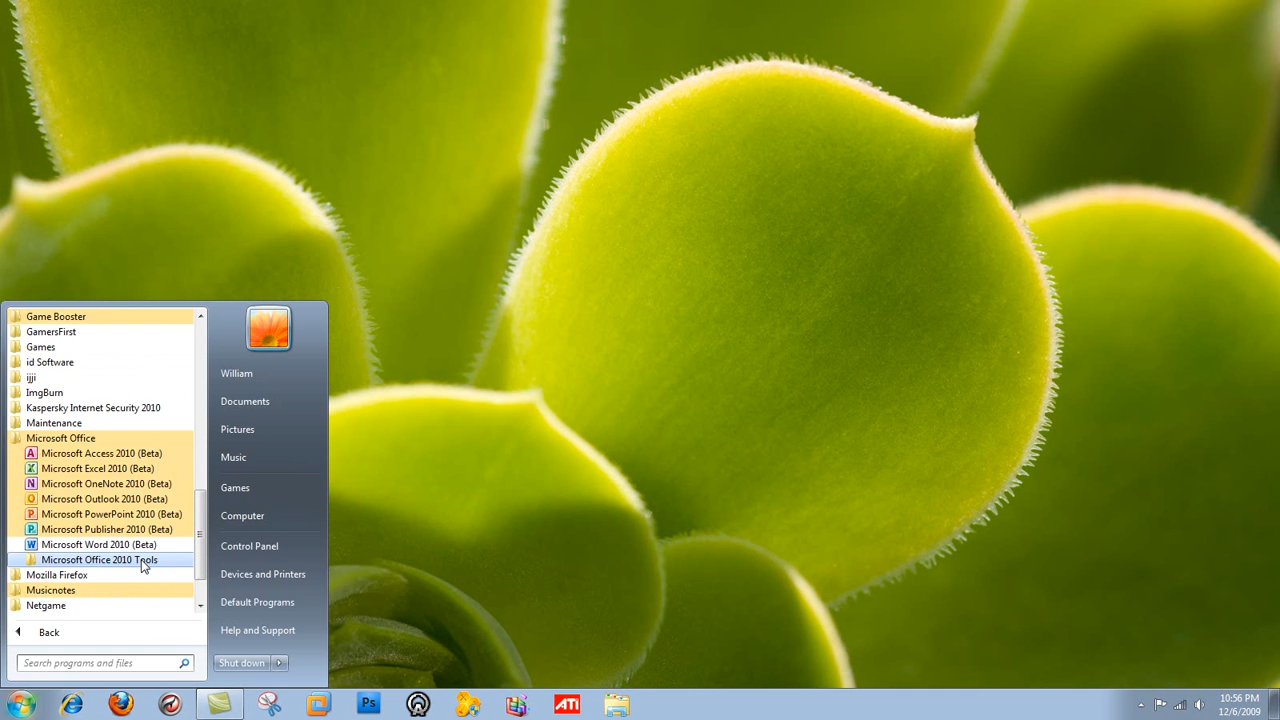 Game Booster
GamersFirst
Games
id Software
ijji
ImgBurn
Kaspersky Internet Security 2010
Maintenance
Microsoft Office
Microsoft Access 2010 (Beta)
Microsoft Excel 2010 (Beta)
Microsoft OneNote 2010 (Beta)
Microsoft Outlook 2010 (Beta)
Microsoft PowerPoint 2010 (Beta)
Microsoft Publisher 2010 (Beta)
Microsoft Word 2010 (Beta)
Microsoft Office 2010 Tools
Mozilla Firefox
Musicnotes
Netgame
Back
Search programs and files
William
Documents
Pictures
Music
Games
Computer
Control Panel
Devices and Printers
Default Programs
Help and Support
Shut down
Ps
ATI
10:56 PM
12/6/2009